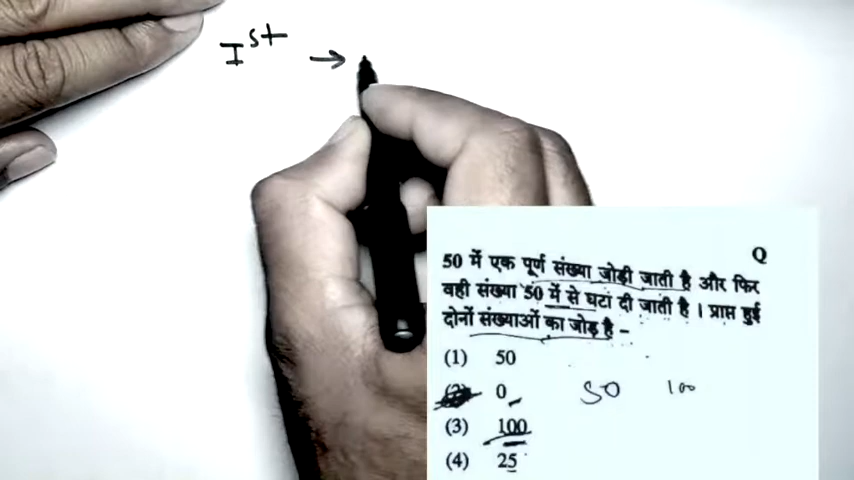 Ist →
Q
50 में एक पूर्ण संख्या जोड़ी जाती है और फिर
वही संख्या 50 में से घटा दी जाती है । प्राप्त हुई
दोनों संख्याओं का जोड़ है –
(1) 50
(2) 0 50 100
(3) 100
(4) 25